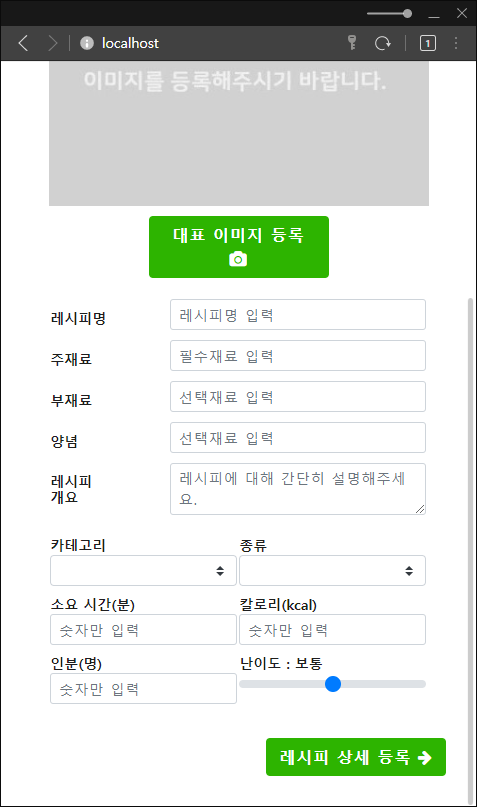 localhost
1
이미지를 등록해주시기 바랍니다.
대표 이미지 등록
레시피명
레시피명 입력
주재료
필수재료 입력
부재료
선택재료 입력
양념
선택재료 입력
레시피
개요
레시피에 대해 간단히 설명해주세
요.
카테고리 종류
소요 시간(분) 칼로리(kcal)
숫자만 입력 숫자만 입력
인분(명) 난이도 : 보통
숫자만 입력
레시피 상세 등록